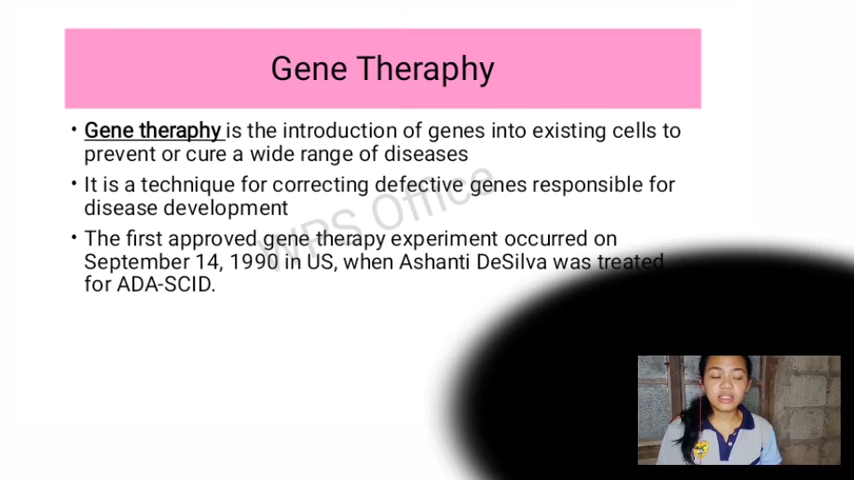 Gene Theraphy
• Gene theraphy is the introduction of genes into existing cells to
prevent or cure a wide range of diseases
• It is a technique for correcting defective genes responsible for
disease development
• The first approved gene therapy experiment occurred on
September 14, 1990 in US, when Ashanti DeSilva was treated
for ADA-SCID.
WPS Office